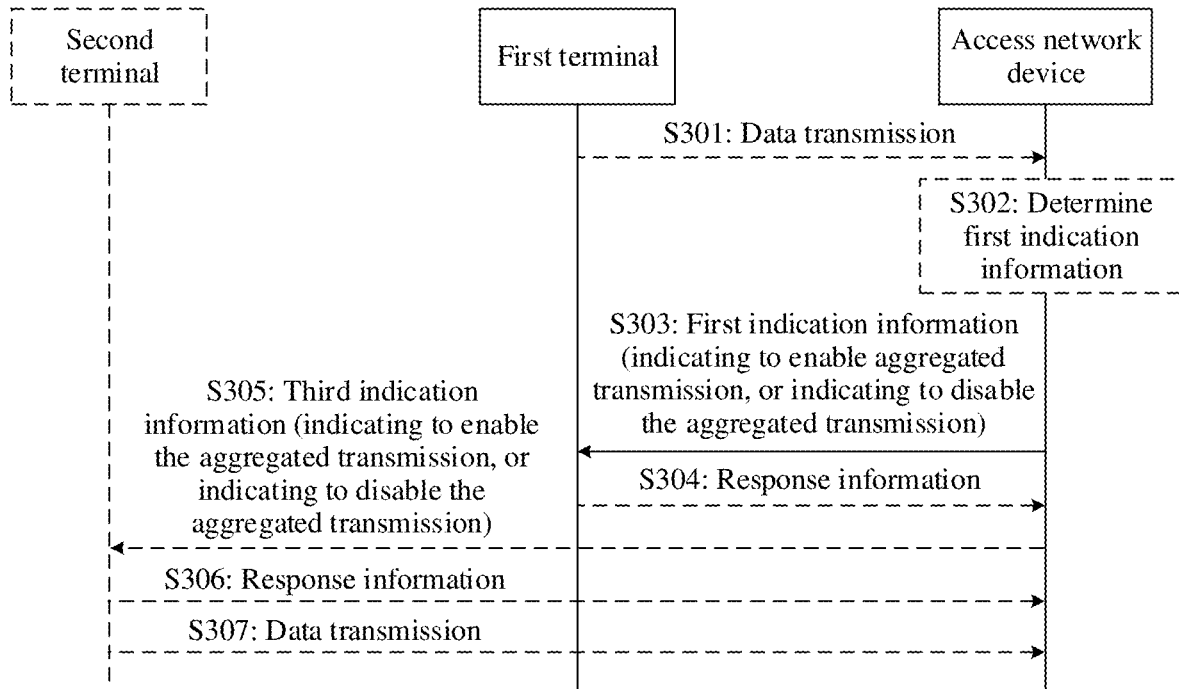 Second
terminal
First terminal
Access network
device
S301: Data transmission
S302: Determine
first indication
information
S303: First indication information
(indicating to enable aggregated
transmission, or indicating to disable
the aggregated transmission)
S305: Third indication
information (indicating to enable
the aggregated transmission, or
indicating to disable the
aggregated transmission)
S304: Response information
S306: Response information
S307: Data transmission